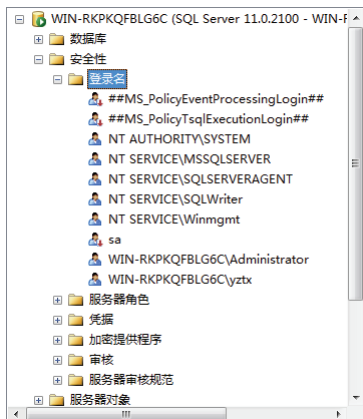 WIN-RKPKQFBLG6C (SQL Server 11.0.2100 - WIN-F
数据库
安全性
登录名
##MS_PolicyEventProcessingLogin##
##MS_PolicyTsqlExecutionLogin##
NT AUTHORITY\SYSTEM
NT SERVICE\MSSQLSERVER
NT SERVICE\SQLSERVERAGENT
NT SERVICE\SQLWriter
NT SERVICE\Winmgmt
sa
WIN-RKPKQFBLG6C\Administrator
WIN-RKPKQFBLG6C\yztx
服务器角色
凭据
加密提供程序
审核
服务器审核规范
服务器对象